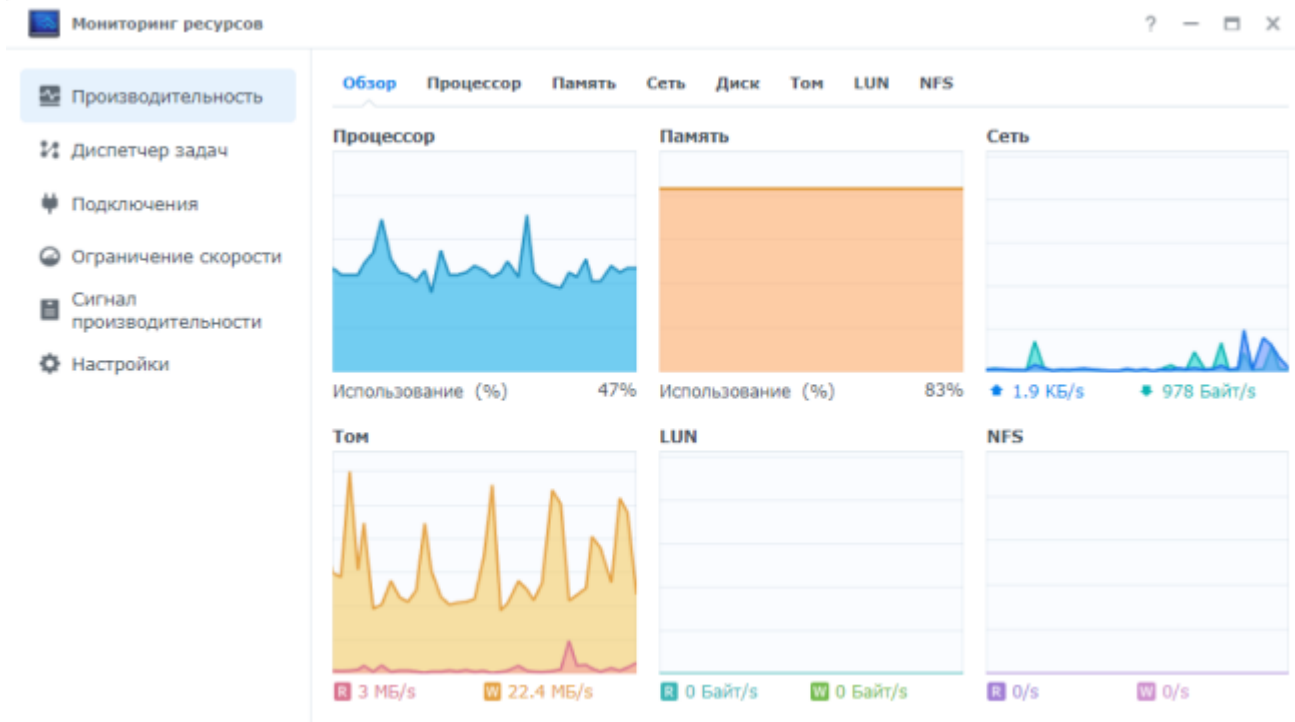 Мониторинг ресурсов
?
Производительность
Диспетчер задач
Подключения
Ограничение скорости
Сигнал
производительности
Настройки
Обзор Процессор Память Сеть Диск Том LUN NFS
Процессор Память Сеть
Использование (%) 47% Использование (%) 83% 1.9 КБ/s 978 Байт/s
Том LUN NFS
R 3 МБ/s W 22.4 МБ/s R 0 Байт/s W 0 Байт/s R 0/s W 0/s